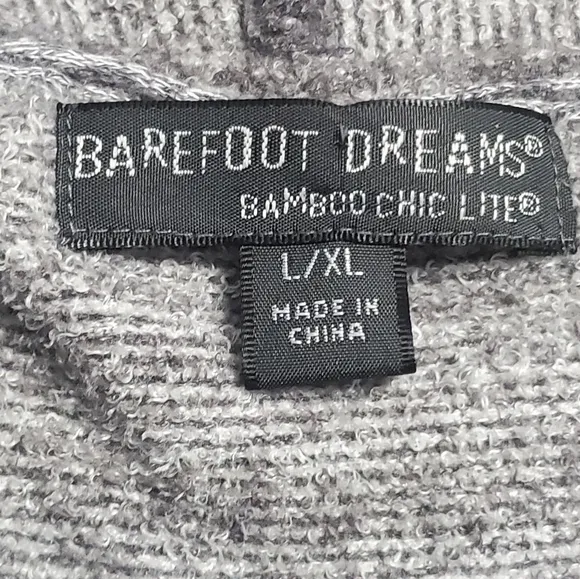 BAREFOOT DREAMS®
BAMBOO CHIC LITE®
L/XL
MADE IN
CHINA